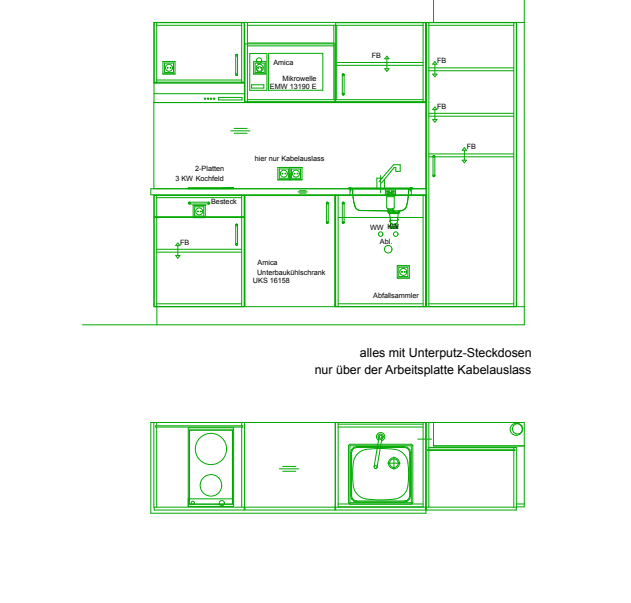 FB
Amica
FB
Mikrowelle
EMW 13190 E
FB
FB
hier nur Kabelauslass
2-Platten
3 KW Kochfeld
Besteck
WW KW
FB
Abl.
Amica
Unterbaukühlschrank
UKS 16158
Abfallsammler
alles mit Unterputz-Steckdosen
nur über der Arbeitsplatte Kabelauslass